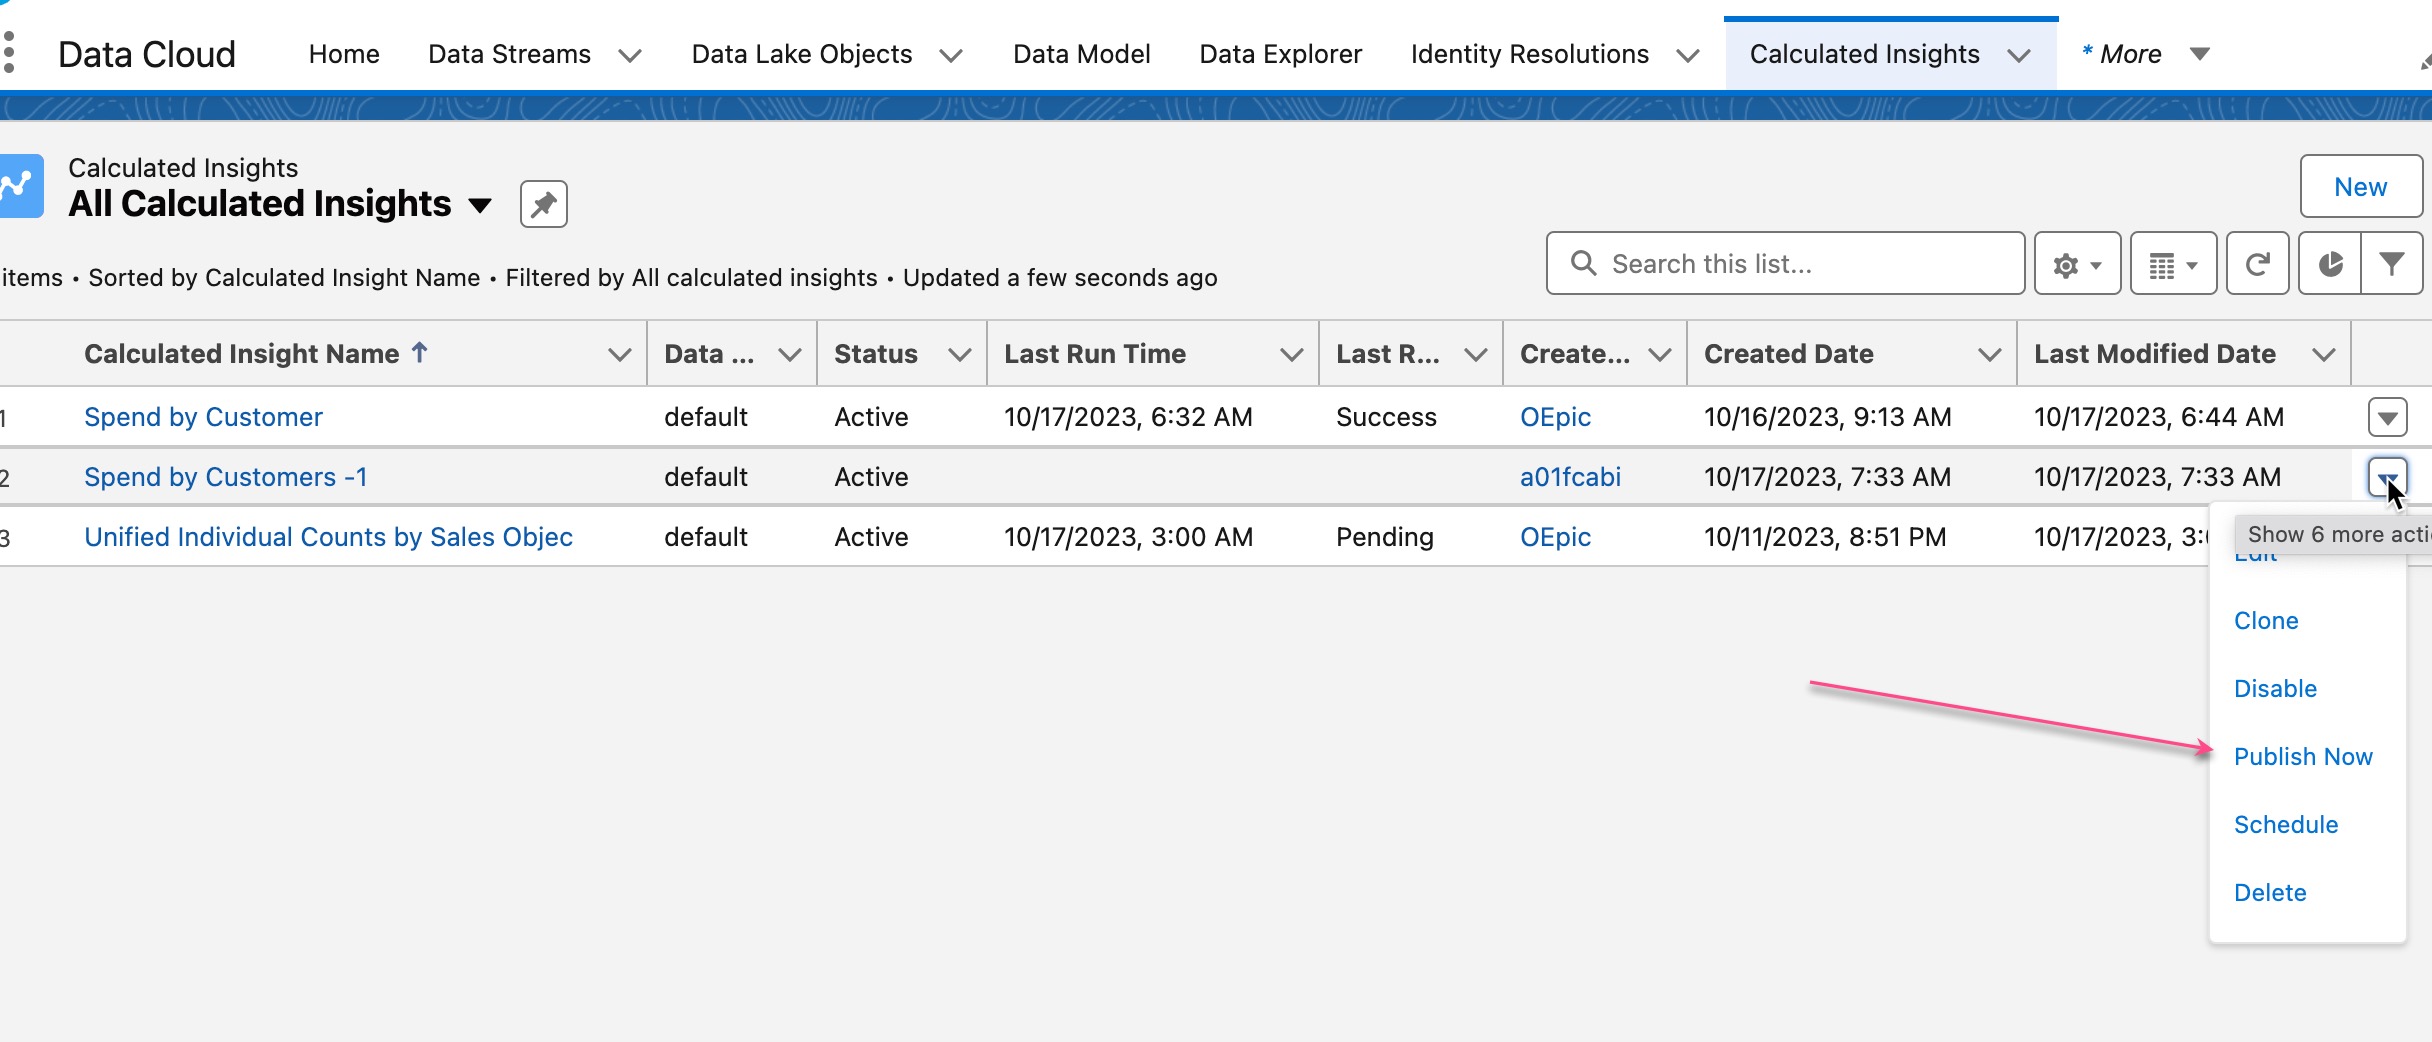 Data Cloud Home Data Streams Data Lake Objects Data Model Data Explorer Identity Resolutions Calculated Insights * More
Calculated Insights
All Calculated Insights
New
items • Sorted by Calculated Insight Name • Filtered by All calculated insights • Updated a few seconds ago
Search this list...
Calculated Insight Name ↑ Data ... Status Last Run Time Last R... Create... Created Date Last Modified Date
1 Spend by Customer default Active 10/17/2023, 6:32 AM Success OEpic 10/16/2023, 9:13 AM 10/17/2023, 6:44 AM
2 Spend by Customers -1 default Active a01fcabi 10/17/2023, 7:33 AM 10/17/2023, 7:33 AM
3 Unified Individual Counts by Sales Objec default Active 10/17/2023, 3:00 AM Pending OEpic 10/11/2023, 8:51 PM 10/17/2023, 3:0
Show 6 more acti
Edit
Clone
Disable
Publish Now
Schedule
Delete